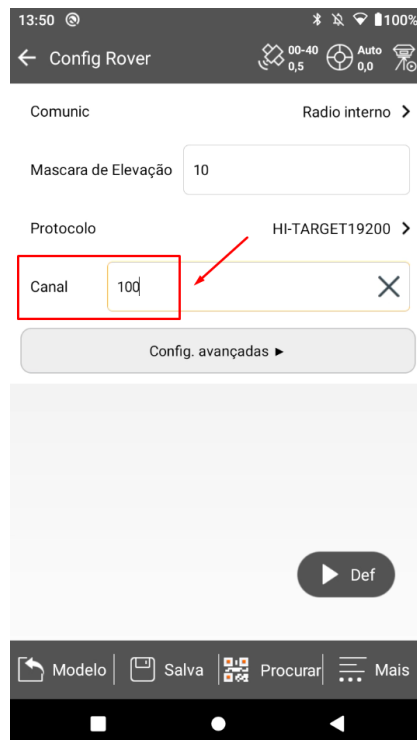 13:50 100%
Config Rover 00-40 0,5 Auto 0,0
Comunic Radio interno
Mascara de Elevação 10
Protocolo HI-TARGET19200
Canal 100
Config. avançadas ►
Def
Modelo Salva Procurar Mais